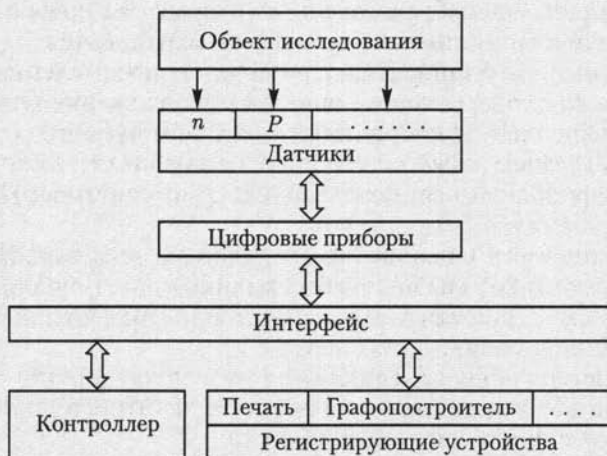 Объект исследования
n P
Датчики
Цифровые приборы
Интерфейс
Контроллер
Печать Графопостроитель
Регистрирующие устройства